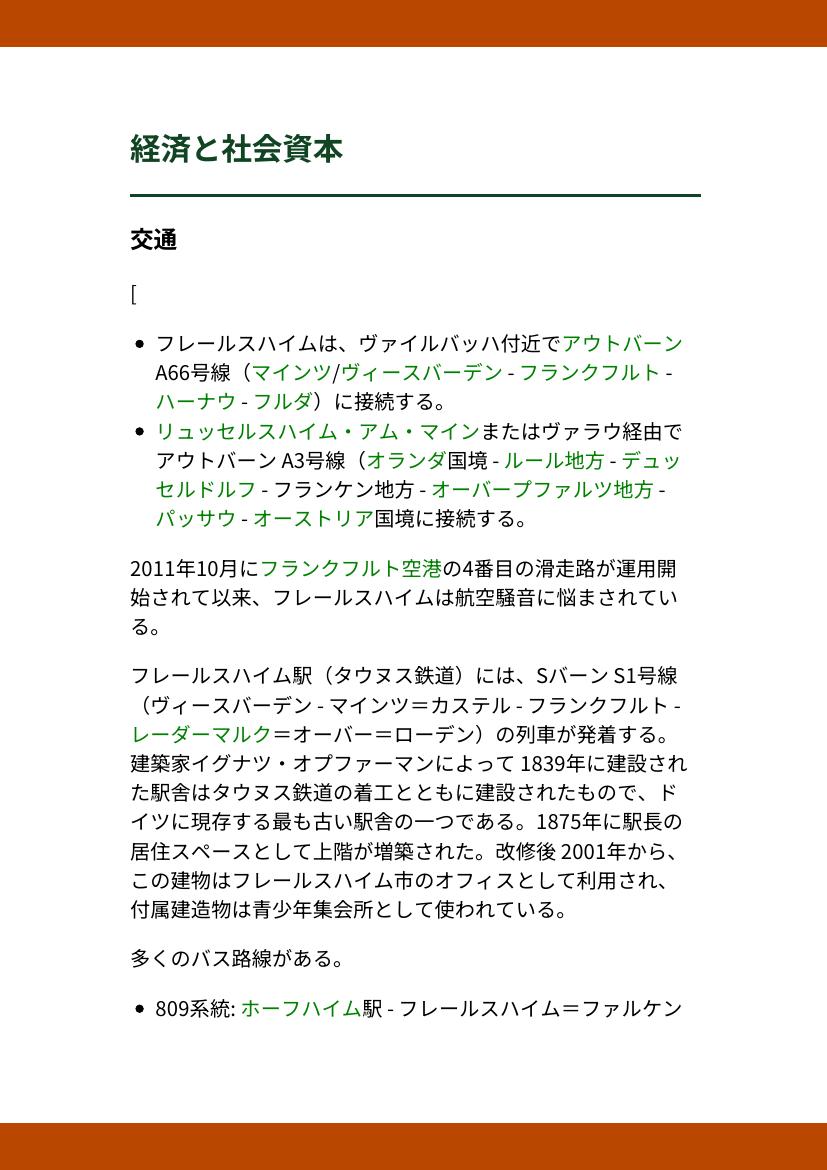 経済と社会資本
交通
[
フレールスハイムは、ヴァイルバッハ付近でアウトバーン
A66号線（マインツ/ヴィースバーデン - フランクフルト -
ハーナウ - フルダ）に接続する。
リュッセルスハイム・アム・マインまたはヴァラウ経由で
アウトバーン A3号線（オランダ国境 - ルール地方 - デュッ
セルドルフ - フランケン地方 - オーバープファルツ地方 -
パッサウ - オーストリア国境に接続する。
2011年10月にフランクフルト空港の4番目の滑走路が運用開
始されて以来、フレールスハイムは航空騒音に悩まされてい
る。
フレールスハイム駅（タウヌス鉄道）には、Sバーン S1号線
（ヴィースバーデン - マインツ＝カステル - フランクフルト -
レーダーマルク＝オーバー＝ローデン）の列車が発着する。
建築家イグナツ・オプファーマンによって 1839年に建設され
た駅舎はタウヌス鉄道の着工とともに建設されたもので、ド
イツに現存する最も古い駅舎の一つである。1875年に駅長の
居住スペースとして上階が増築された。改修後 2001年から、
この建物はフレールスハイム市のオフィスとして利用され、
付属建造物は青少年集会所として使われている。
多くのバス路線がある。
809系統: ホーフハイム駅 - フレールスハイム＝ファルケン